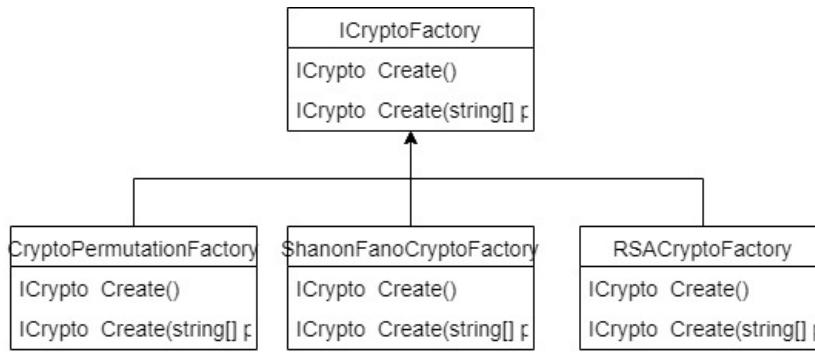 ICryptoFactory
ICrypto Create()
ICrypto Create(string[] p
CryptoPermutationFactory
ICrypto Create()
ICrypto Create(string[] p
ShanonFanoCryptoFactory
ICrypto Create()
ICrypto Create(string[] p
RSACryptoFactory
ICrypto Create()
ICrypto Create(string[] p